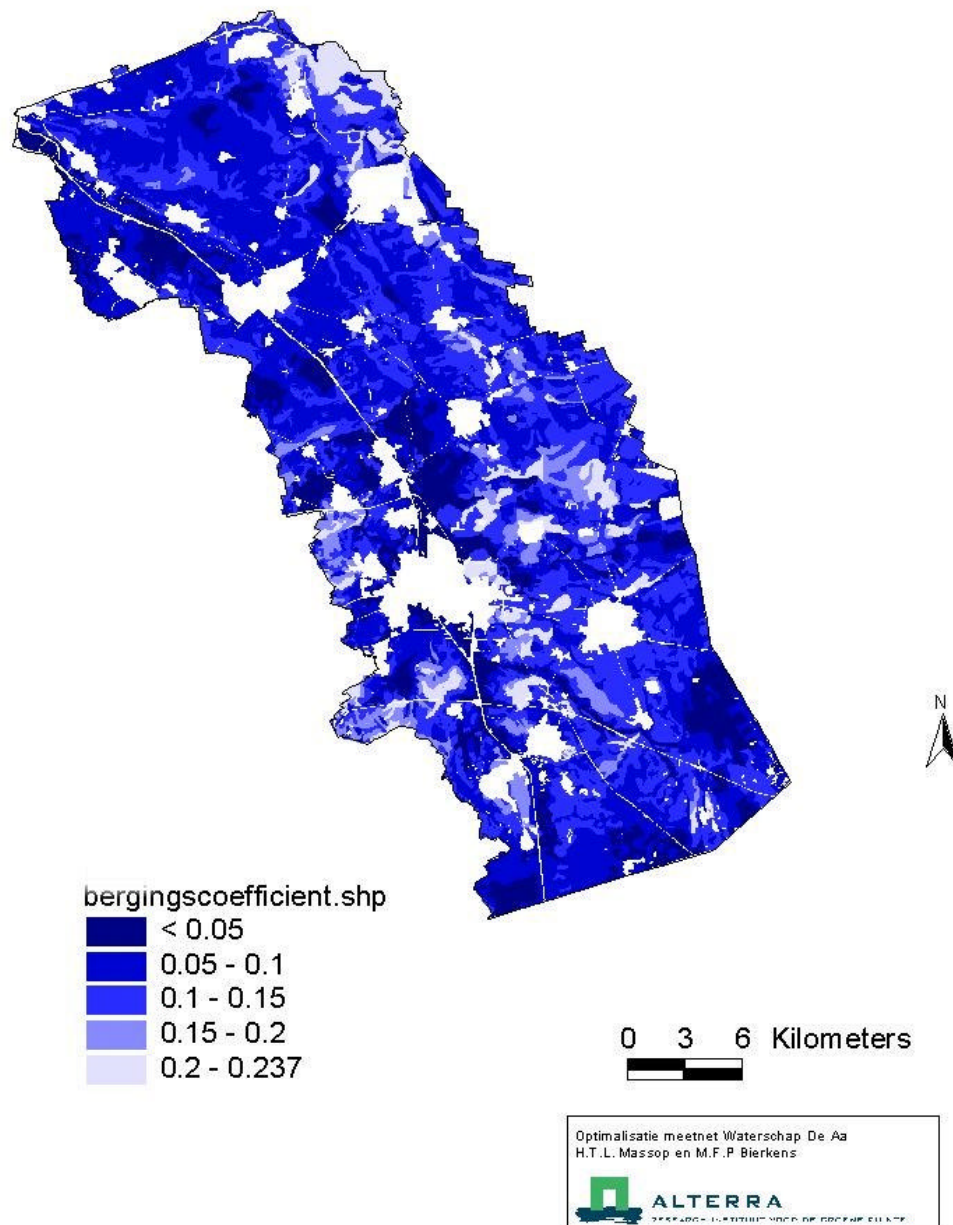 N
bergingscoefficient.shp
< 0.05
0.05 - 0.1
0.1 - 0.15
0.15 - 0.2
0.2 - 0.237
0 3 6 Kilometers
Optimalisatie meetnet Waterschap De Aa
H.T.L. Massop en M.F.P Bierkens
ALTERRA